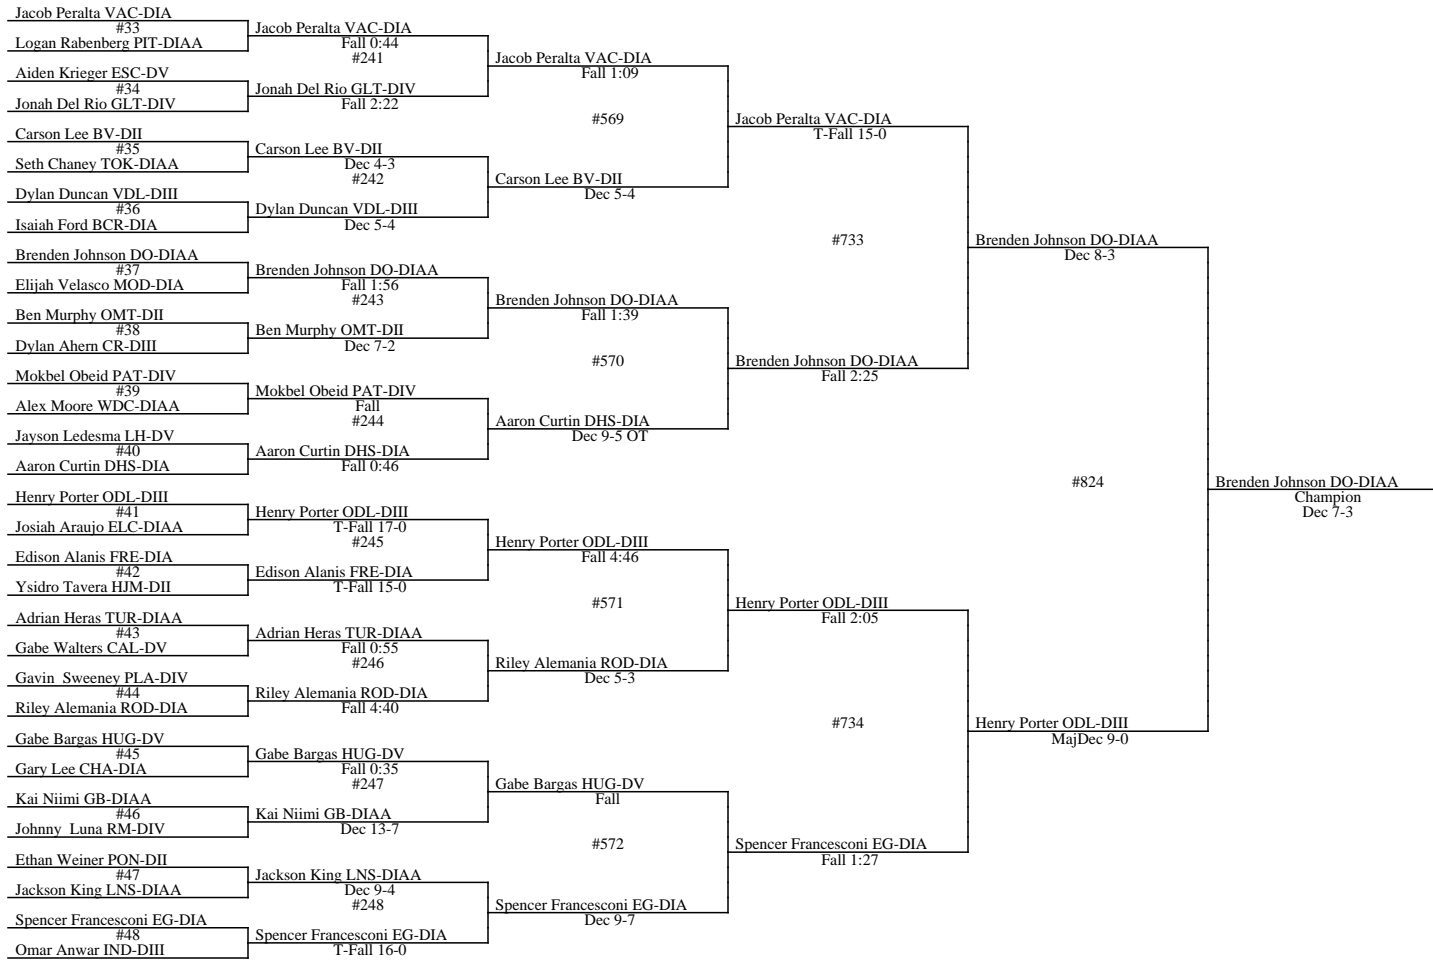 Jacob Peralta VAC-DIA
#33
Logan Rabenberg PIT-DIAA
Aiden Krieger ESC-DV
#34
Jonah Del Rio GLT-DIV
Carson Lee BV-DII
#35
Seth Chaney TOK-DIAA
Dylan Duncan VDL-DIII
#36
Isaiah Ford BCR-DIA
Brenden Johnson DO-DIAA
#37
Elijah Velasco MOD-DIA
Ben Murphy OMT-DII
#38
Dylan Ahern CR-DIII
Mokbel Obeid PAT-DIV
#39
Alex Moore WDC-DIAA
Jayson Ledesma LH-DV
#40
Aaron Curtin DHS-DIA
Henry Porter ODL-DIII
#41
Josiah Araujo ELC-DIAA
Edison Alanis FRE-DIA
#42
Ysidro Tavera HJM-DII
Adrian Heras TUR-DIAA
#43
Gabe Walters CAL-DV
Gavin  Sweeney PLA-DIV
#44
Riley Alemania ROD-DIA
Gabe Bargas HUG-DV
#45
Gary Lee CHA-DIA
Kai Niimi GB-DIAA
#46
Johnny  Luna RM-DIV
Ethan Weiner PON-DII
#47
Jackson King LNS-DIAA
Spencer Francesconi EG-DIA
#48
Omar Anwar IND-DIII
Jacob Peralta VAC-DIA
Fall 0:44
#241
Jonah Del Rio GLT-DIV
Fall 2:22
Carson Lee BV-DII
Dec 4-3
#242
Dylan Duncan VDL-DIII
Dec 5-4
Brenden Johnson DO-DIAA
Fall 1:56
#243
Ben Murphy OMT-DII
Dec 7-2
Mokbel Obeid PAT-DIV
Fall
#244
Aaron Curtin DHS-DIA
Fall 0:46
Henry Porter ODL-DIII
T-Fall 17-0
#245
Edison Alanis FRE-DIA
T-Fall 15-0
Adrian Heras TUR-DIAA
Fall 0:55
#246
Riley Alemania ROD-DIA
Fall 4:40
Gabe Bargas HUG-DV
Fall 0:35
#247
Kai Niimi GB-DIAA
Dec 13-7
Jackson King LNS-DIAA
Dec 9-4
#248
Spencer Francesconi EG-DIA
T-Fall 16-0
Jacob Peralta VAC-DIA
Fall 1:09
#569
Carson Lee BV-DII
Dec 5-4
Brenden Johnson DO-DIAA
Fall 1:39
#570
Aaron Curtin DHS-DIA
Dec 9-5 OT
Henry Porter ODL-DIII
Fall 4:46
#571
Riley Alemania ROD-DIA
Dec 5-3
Gabe Bargas HUG-DV
Fall
#572
Spencer Francesconi EG-DIA
Dec 9-7
Jacob Peralta VAC-DIA
T-Fall 15-0
#733
Brenden Johnson DO-DIAA
Fall 2:25
Henry Porter ODL-DIII
Fall 2:05
#734
Spencer Francesconi EG-DIA
Fall 1:27
Brenden Johnson DO-DIAA
Dec 8-3
#824
Henry Porter ODL-DIII
MajDec 9-0
Brenden Johnson DO-DIAA
Champion
Dec 7-3